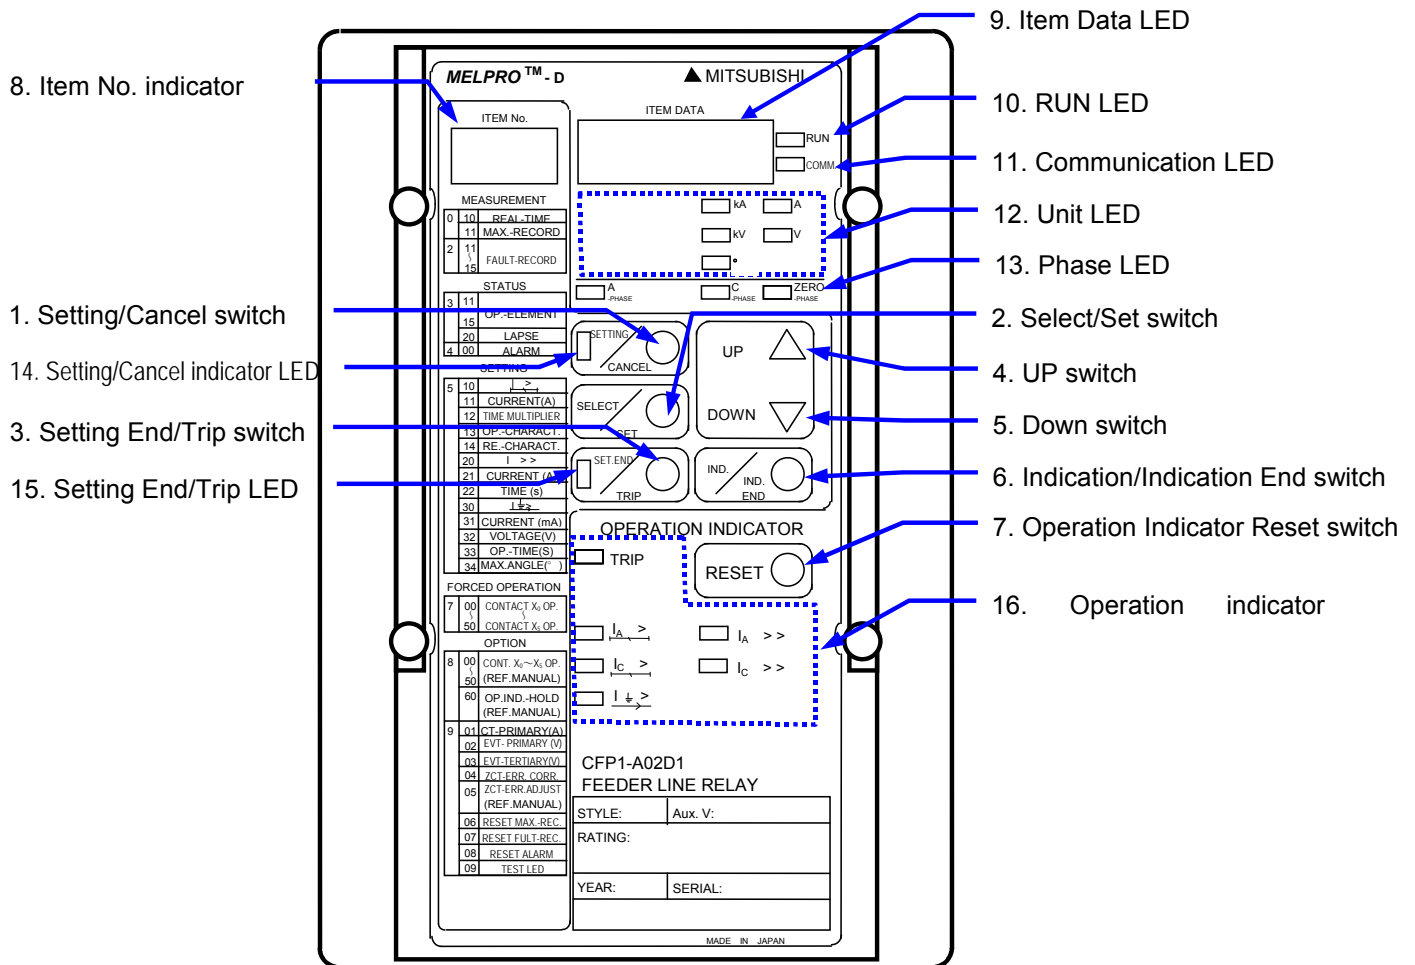 9. Item Data LED
8. Item No. indicator
10. RUN LED
11. Communication LED
12. Unit LED
13. Phase LED
1. Setting/Cancel switch
2. Select/Set switch
14. Setting/Cancel indicator LED
4. UP switch
3. Setting End/Trip switch
5. Down switch
15. Setting End/Trip LED
6. Indication/Indication End switch
7. Operation Indicator Reset switch
16. Operation indicator
MELPRO TM - D
MITSUBISHI
ITEM No.
ITEM DATA
RUN
COMM.
kA A
kV V
°
A -PHASE
C -PHASE
ZERO -PHASE
MEASUREMENT
0 10 REAL-TIME
11 MAX.-RECORD
2 11
~
15 FAULT-RECORD
STATUS
3 11
15 OP.-ELEMENT
20 LAPSE
4 00 ALARM
SETTING
5 10 I >
11 CURRENT(A)
12 TIME MULTIPLIER
13 OP.-CHARACT.
14 RE.-CHARACT.
20 I >>
21 CURRENT (A)
22 TIME (s)
30 I ⏚ >
31 CURRENT (mA)
32 VOLTAGE(V)
33 OP.-TIME(S)
34 MAX.ANGLE(°)
FORCED OPERATION
7 00 CONTACT X₀ OP.
~
50 CONTACT X₅ OP.
OPTION
8 00 CONT. X₀～X₅ OP.
~
50 (REF.MANUAL)
60 OP.IND.-HOLD
(REF.MANUAL)
9 01 CT-PRIMARY(A)
02 EVT- PRIMARY (V)
03 EVT-TERTIARY(V)
04 ZCT-ERR. CORR.
05 ZCT-ERR.ADJUST
(REF.MANUAL)
06 RESET MAX.-REC.
07 RESET FULT-REC.
08 RESET ALARM
09 TEST LED
SETTING
CANCEL
UP
SELECT
SET
DOWN
SET.END
TRIP
IND.
IND.
END
OPERATION INDICATOR
TRIP
RESET
I_A > I_A >>
I_C > I_C >>
I ⏚ >
CFP1-A02D1
FEEDER LINE RELAY
STYLE: Aux. V:
RATING:
YEAR: SERIAL:
MADE IN JAPAN